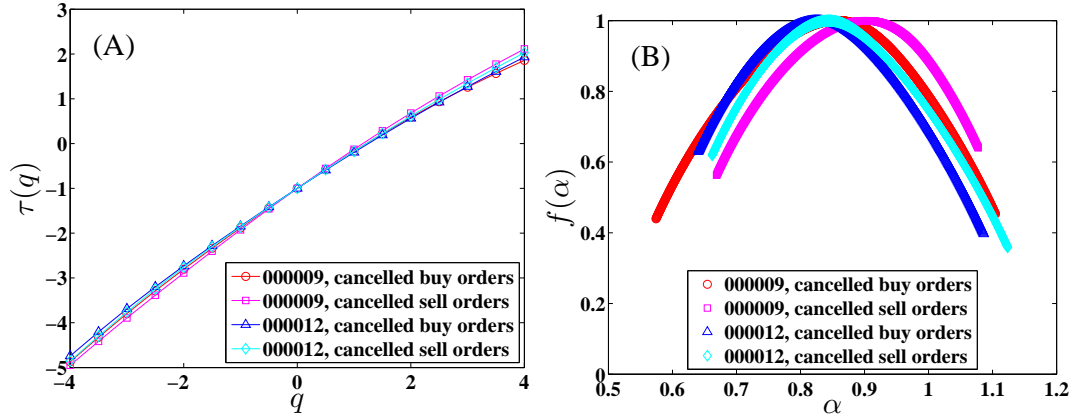 (A)
τ(q)
3
2
1
0
−1
−2
−3
−4
−5
−4
−2
0
2
4
q
000009, cancelled buy orders
000009, cancelled sell orders
000012, cancelled buy orders
000012, cancelled sell orders
(B)
f(α)
1
0.8
0.6
0.4
0.2
0
0.5
0.6
0.7
0.8
0.9
1
1.1
1.2
α
000009, cancelled buy orders
000009, cancelled sell orders
000012, cancelled buy orders
000012, cancelled sell orders